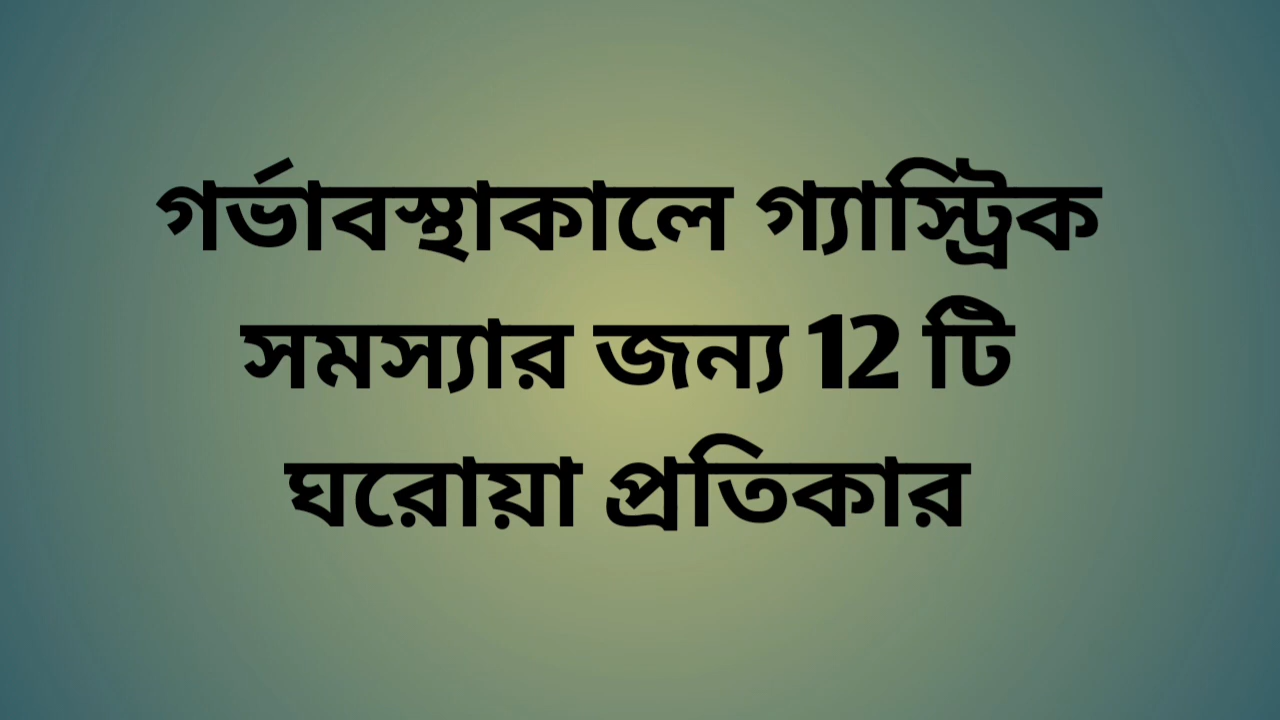 গর্ভাবস্থাকালে গ্যাস্ট্রিক
সমস্যার জন্য 12 টি
ঘরোয়া প্রতিকার